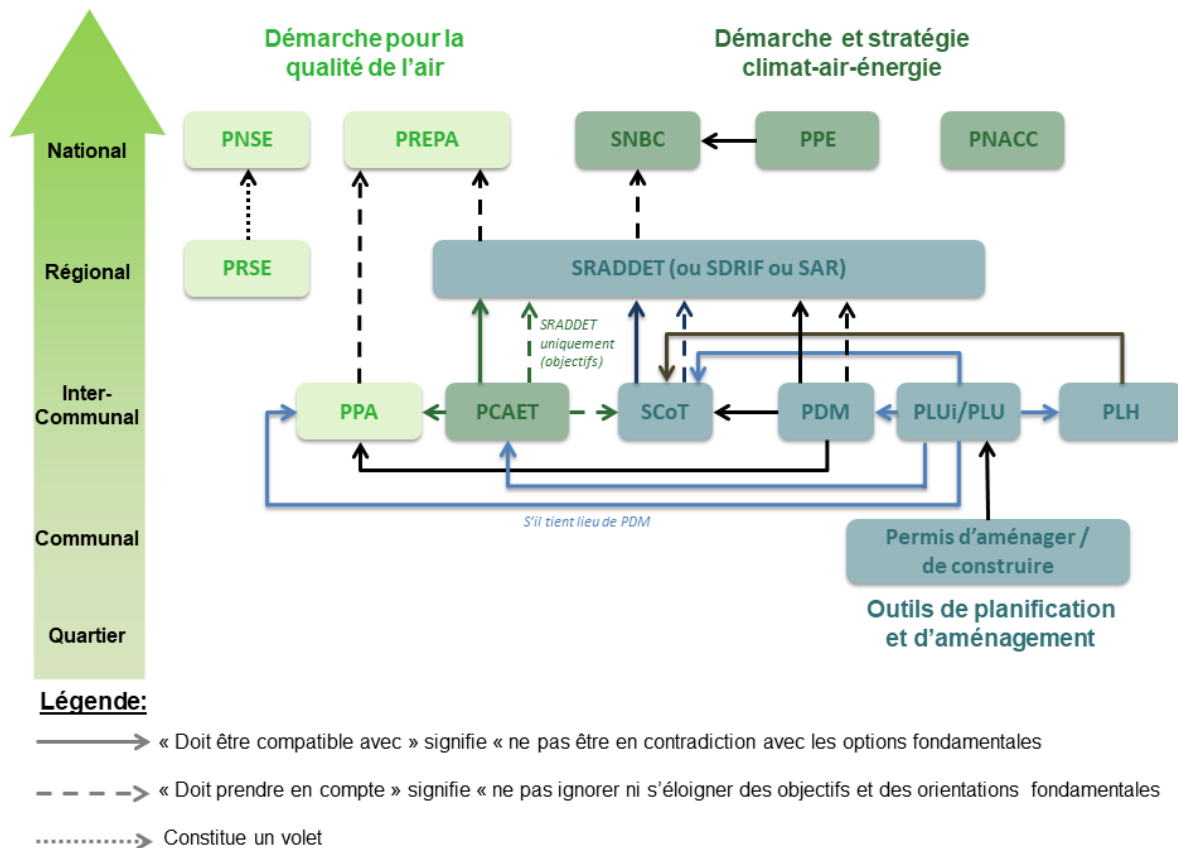 Démarche pour la
qualité de l’air
Démarche et stratégie
climat-air-énergie
National
PNSE
PREPA
SNBC
PPE
PNACC
Régional
PRSE
SRADDET (ou SDRIF ou SAR)
SRADDET
uniquement
(objectifs)
Inter-
Communal
PPA
PCAET
SCoT
PDM
PLUi/PLU
PLH
S’il tient lieu de PDM
Communal
Permis d’aménager /
de construire
Quartier
Outils de planification
et d’aménagement
Légende:
« Doit être compatible avec » signifie « ne pas être en contradiction avec les options fondamentales
« Doit prendre en compte » signifie « ne pas ignorer ni s’éloigner des objectifs et des orientations fondamentales
Constitue un volet